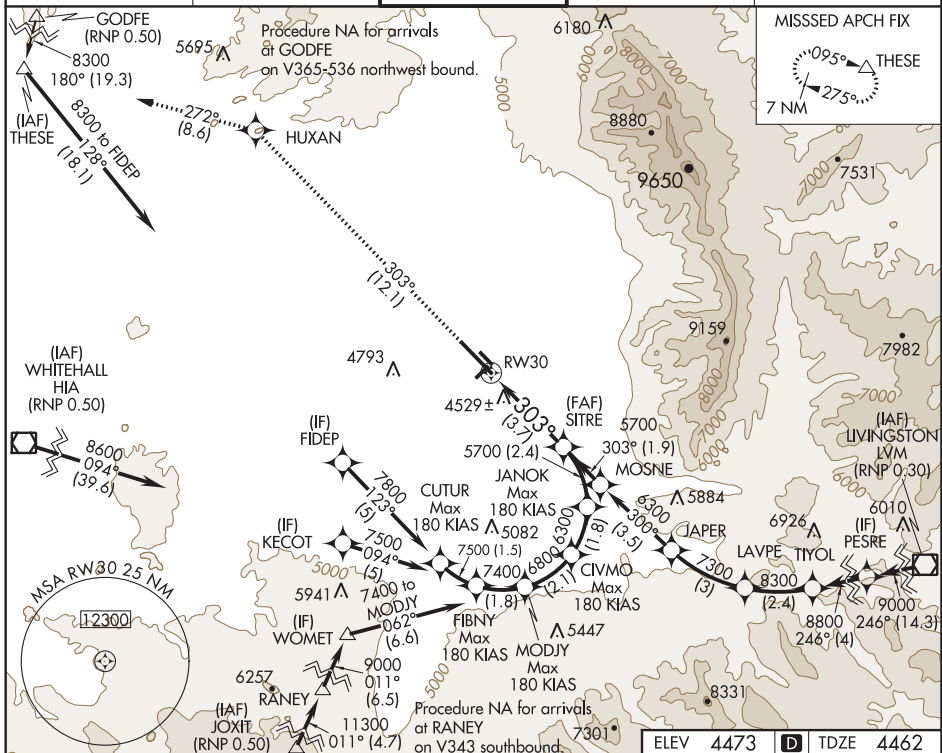 GODFE
(RNP 0.50)
8300
180° (19.3)
(IAF)
THESE
8300 to FIDEP
128°
(18.1)
5695
Procedure NA for arrivals
at GODFE
on V365-536 northwest bound.
6180
7000
5000
MISSSED APCH FIX
095°
THESE
275°
7 NM
272°
(8.6)
HUXAN
8880
9650
7000
7531
303°
(12.1)
9159
8000
7982
6000
7000
(IAF)
WHITEHALL
HIA
(RNP 0.50)
4793
RW30
4529±
303°
(3.7)
(FAF)
SITRE
5700
303° (1.9)
MOSNE
5700 (2.4)
(IAF)
LIVINGSTON
LVM
(RNP 0.30)
8600
094°
(39.6)
(IF)
FIDEP
7800
123°
(5)
CUTUR
Max
180 KIAS
JANOK
Max
180 KIAS
5082
6300
300°
(3.5)
5884
JAPER
6000
6010
6926
(IF)
PESRE
(IF)
KECOT
7500
094°
(5)
7500 (1.5)
7400
(1.8)
6800
(2.1)
6300
(1.8)
CIVMO
Max
180 KIAS
7300
(3)
LAVPE
TIYOL
8300
(2.4)
8800
246° (4)
9000
246° (14.3)
MSA RW30 25 NM
12300
5000
5941
7400 to
MODJY
062°
(6.6)
(IF)
WOMET
FIBNY
Max
180 KIAS
MODJY
Max
180 KIAS
5447
5000
9000
011°
(6.5)
6257
RANEY
(IAF)
JOXIT
(RNP 0.50)
11300
011° (4.7)
Procedure NA for arrivals
at RANEY
on V343 southbound.
7301
8331
ELEV 4473
D
TDZE 4462